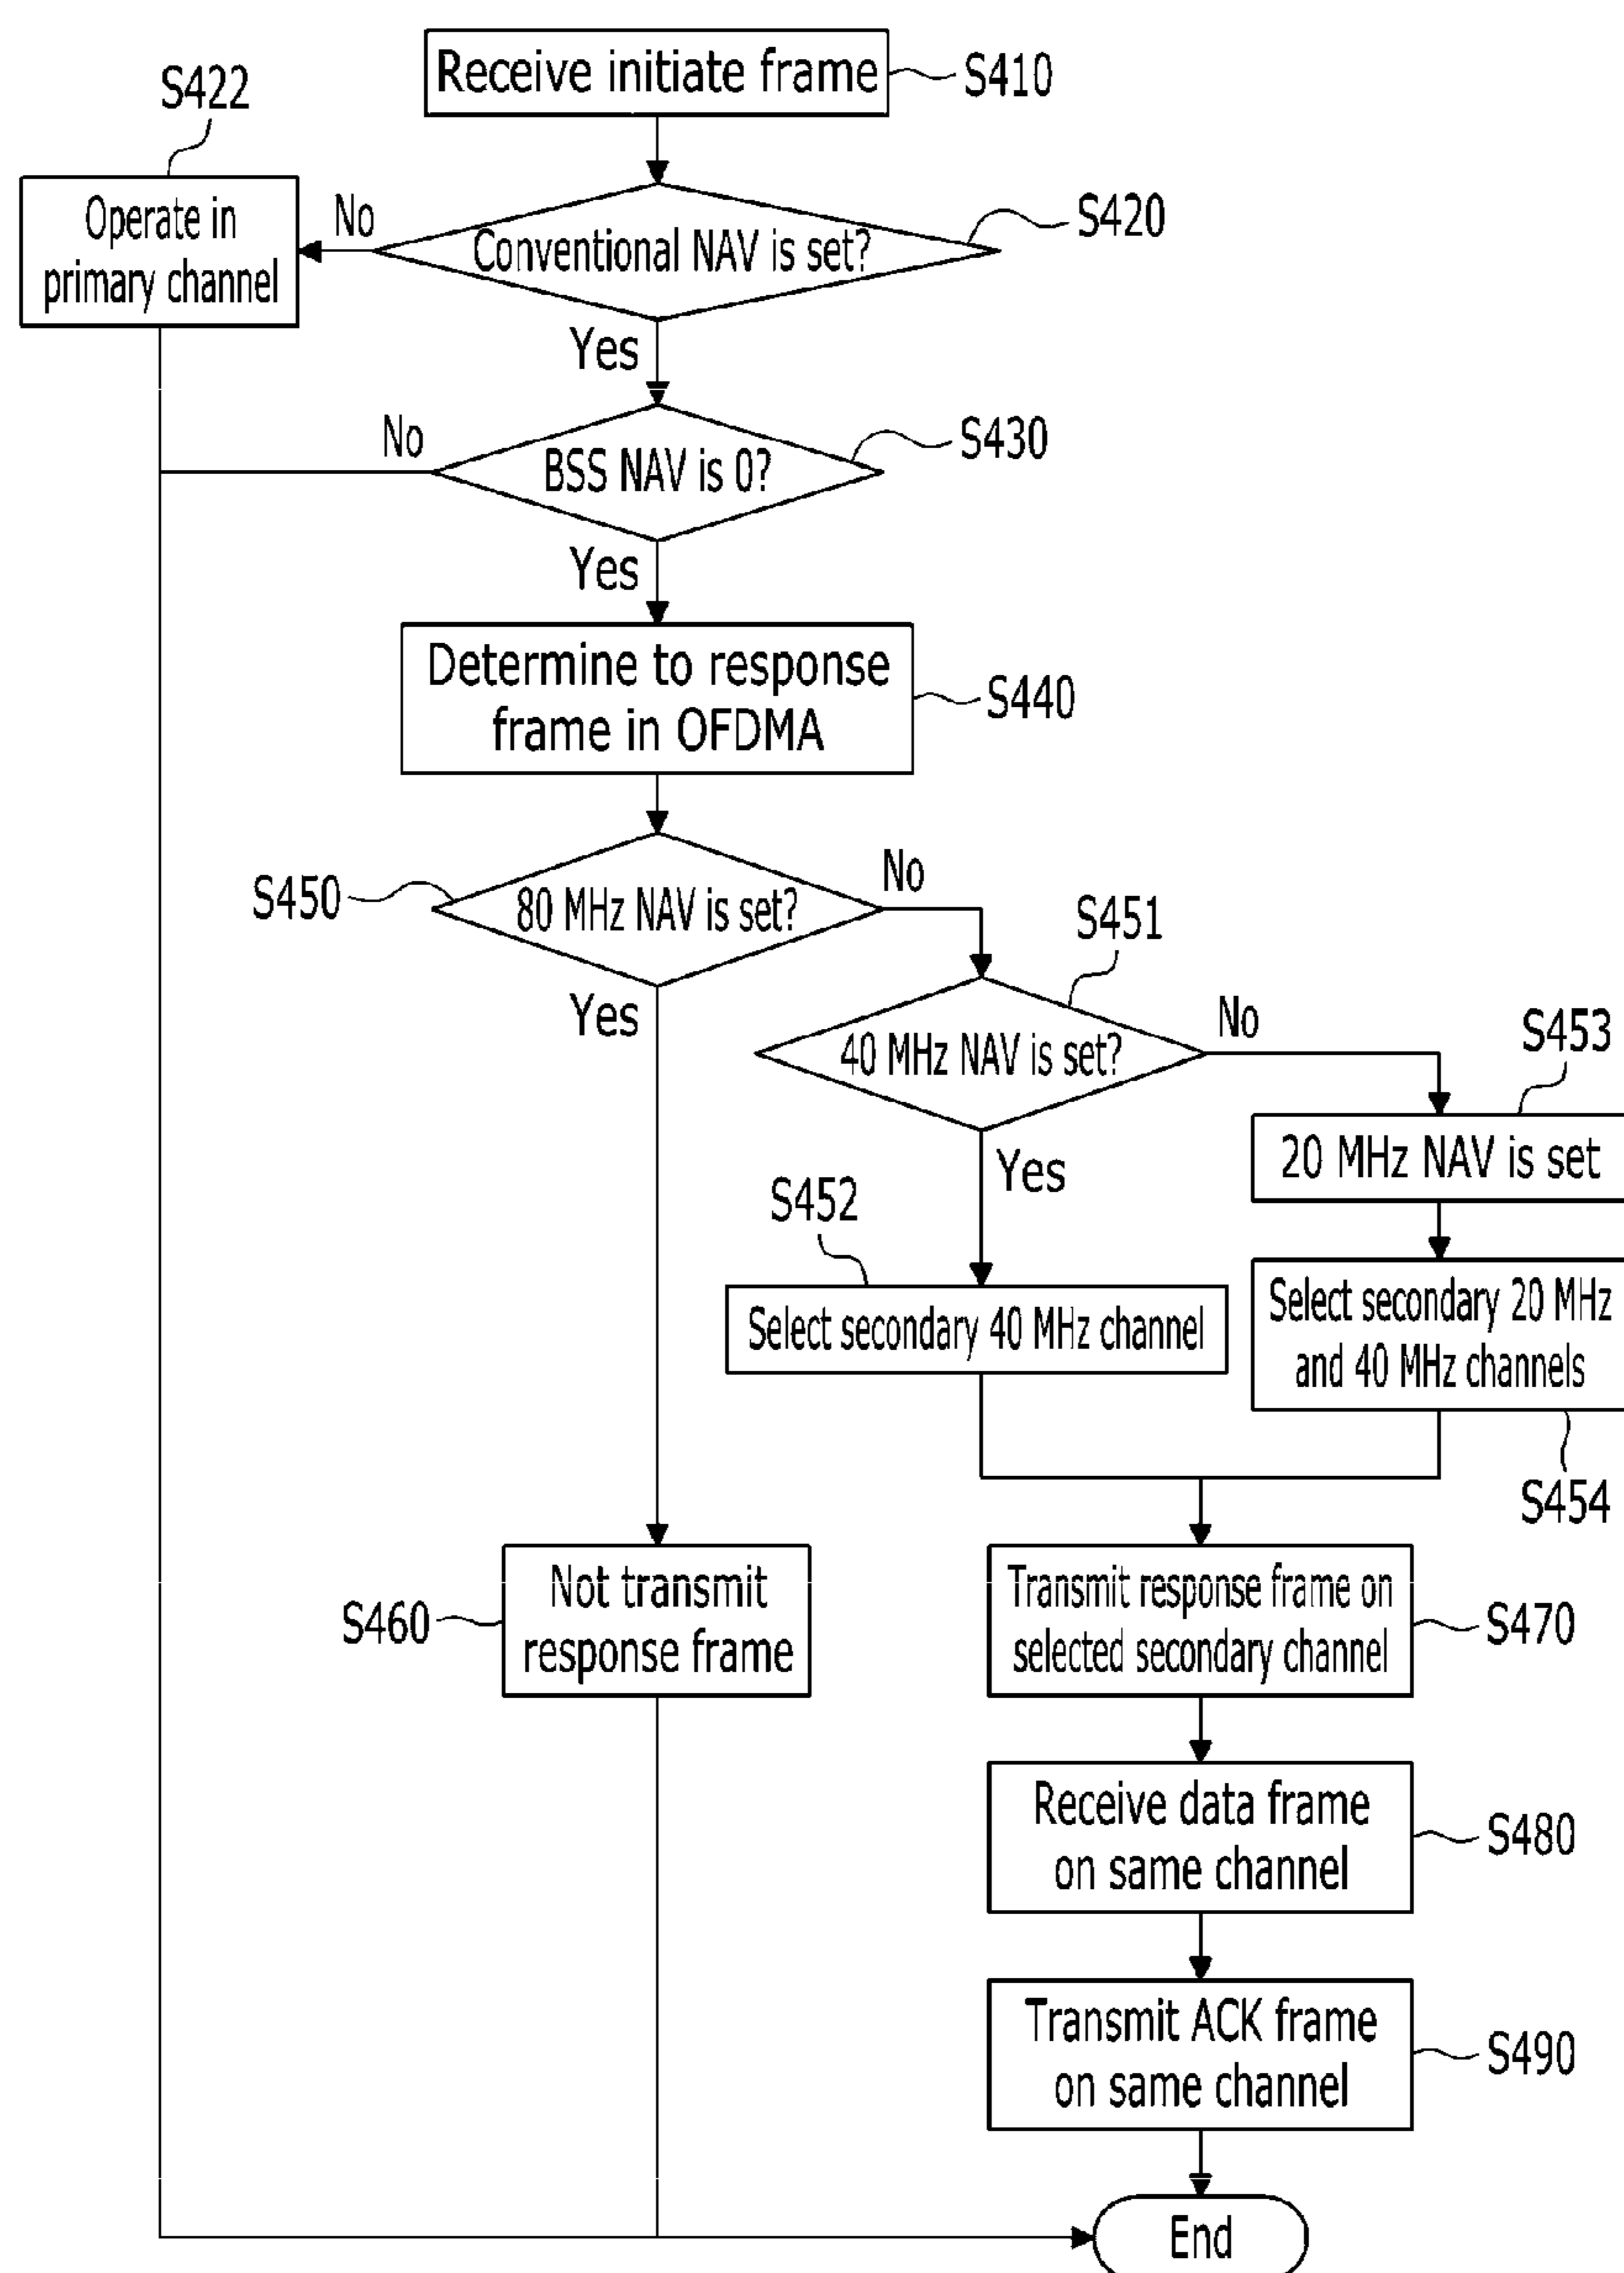 Receive initiate frame
S410
S422
Operate in
primary channel
No
Conventional NAV is set?
S420
Yes
No
BSS NAV is 0?
S430
Yes
Determine to response
frame in OFDMA
S440
S450
80 MHz NAV is set?
No
Yes
S451
40 MHz NAV is set?
No
Yes
S453
20 MHz NAV is set
S452
Select secondary 40 MHz channel
Select secondary 20 MHz
and 40 MHz channels
S454
S460
Not transmit
response frame
Transmit response frame on
selected secondary channel
S470
Receive data frame
on same channel
S480
Transmit ACK frame
on same channel
S490
End